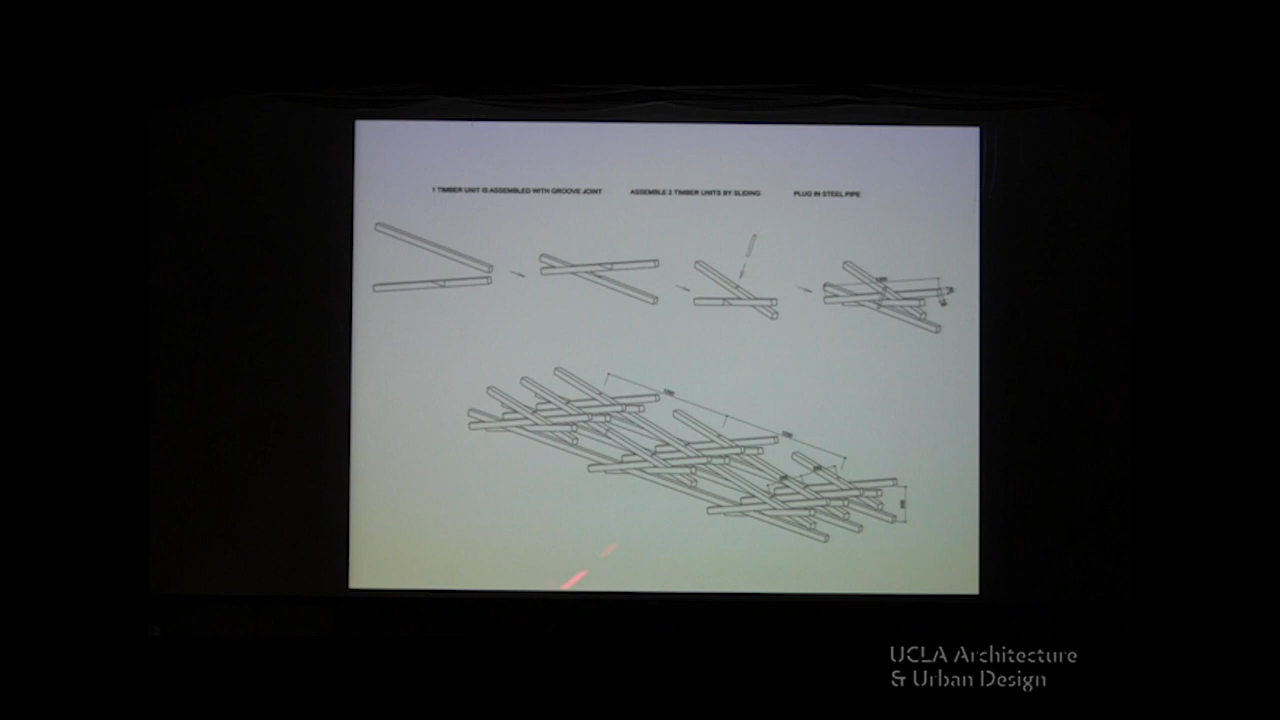 1 TIMBER UNIT IS ASSEMBLED WITH GROOVE JOINT
ASSEMBLE 2 TIMBER UNITS BY SLIDING
PLUG IN STEEL PIPE
UCLA Architecture
& Urban Design